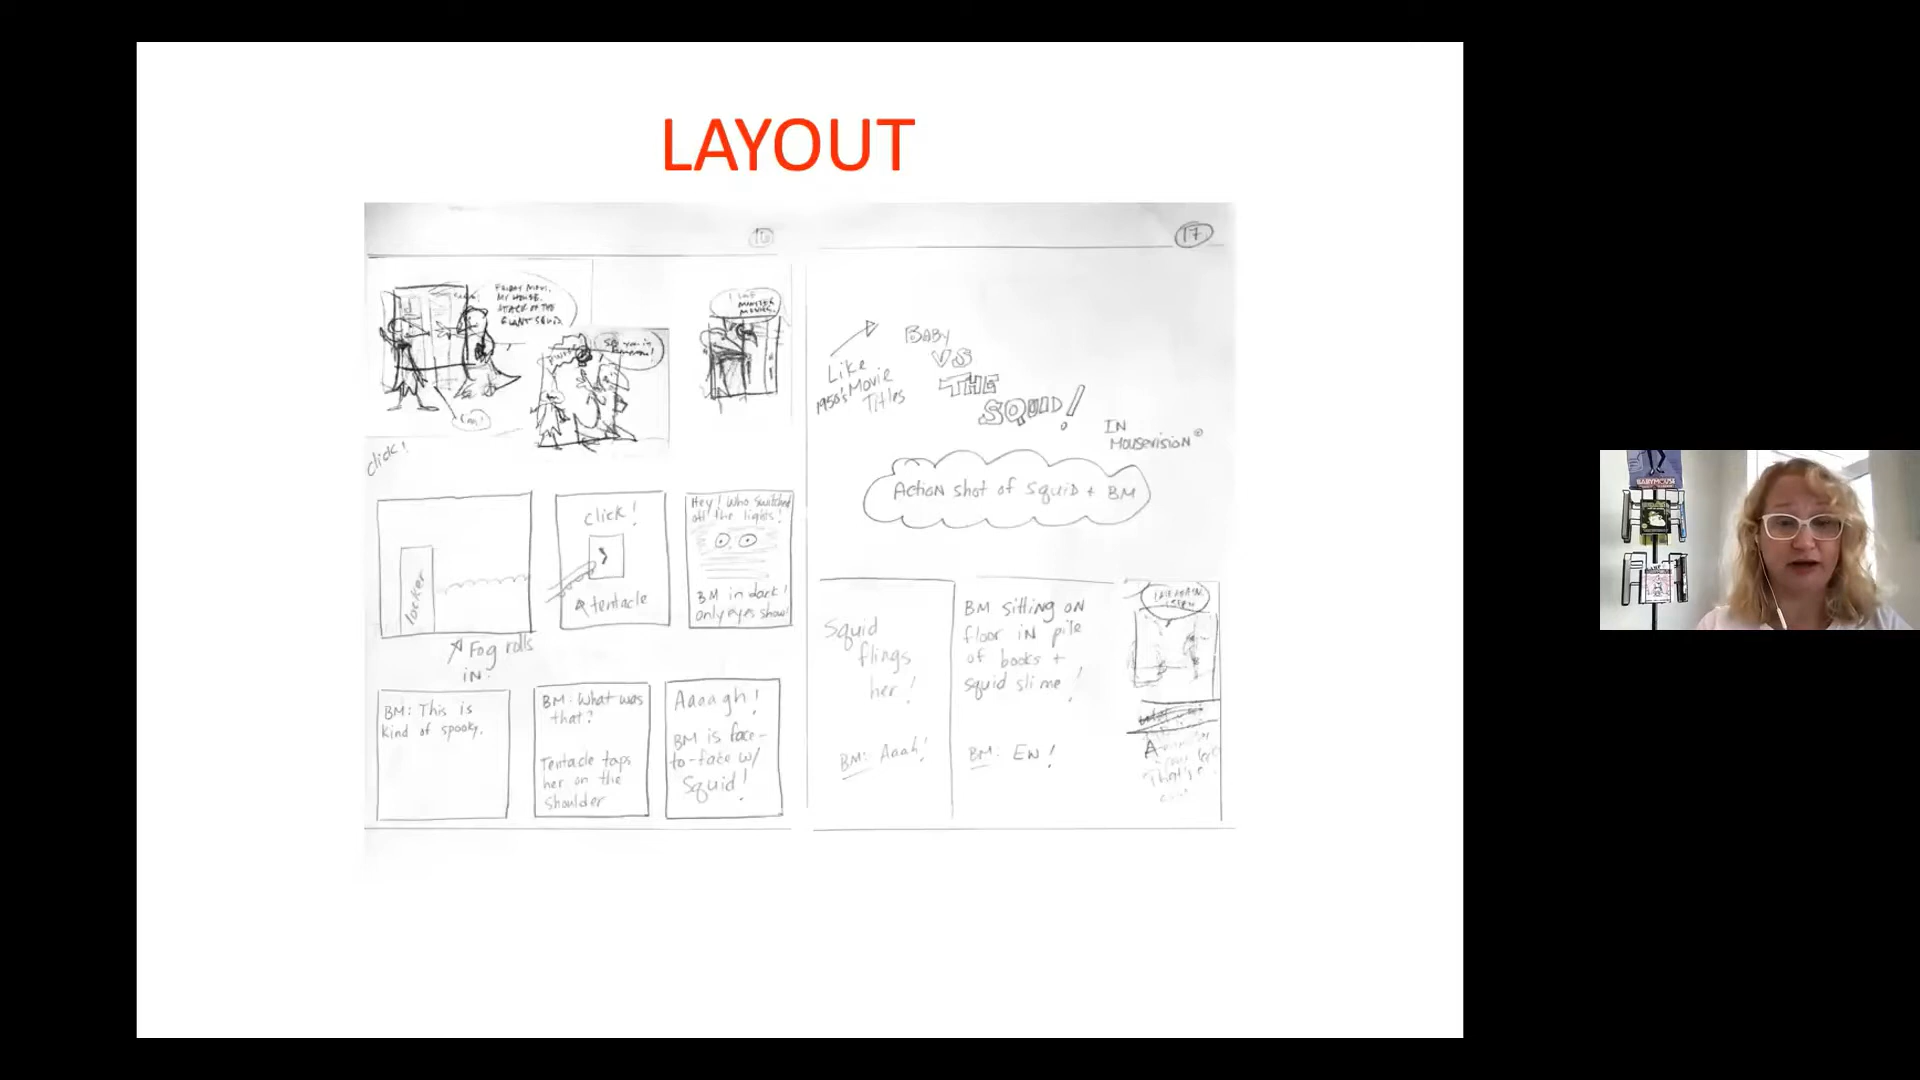 LAYOUT
16
17
FRIDAY MOVI.
MY HOUSE.
ATTACK OF THE
GIANT SQUID.
MONSTER
MOVIES.
click!
locker
Fog rolls
in.
click!
tentacle
Hey! Who switched
off the lights!
BM in dark!
only eyes show!
BM: This is
kind of spooky.
BM: What was
that?
Tentacle taps
her on the
shoulder
Aaaagh!
BM is face-
to-face w/
Squid!
Like
1950's Movie
Titles
BABY
VS
THE
SQUID!
IN
MOUSEVISION
Action shot of Squid + BM
Squid
flings
her!
BM: Aaah!
BM sitting on
floor in pile
of books +
squid slime!
BM: EW!
That's
BABYMOUSE